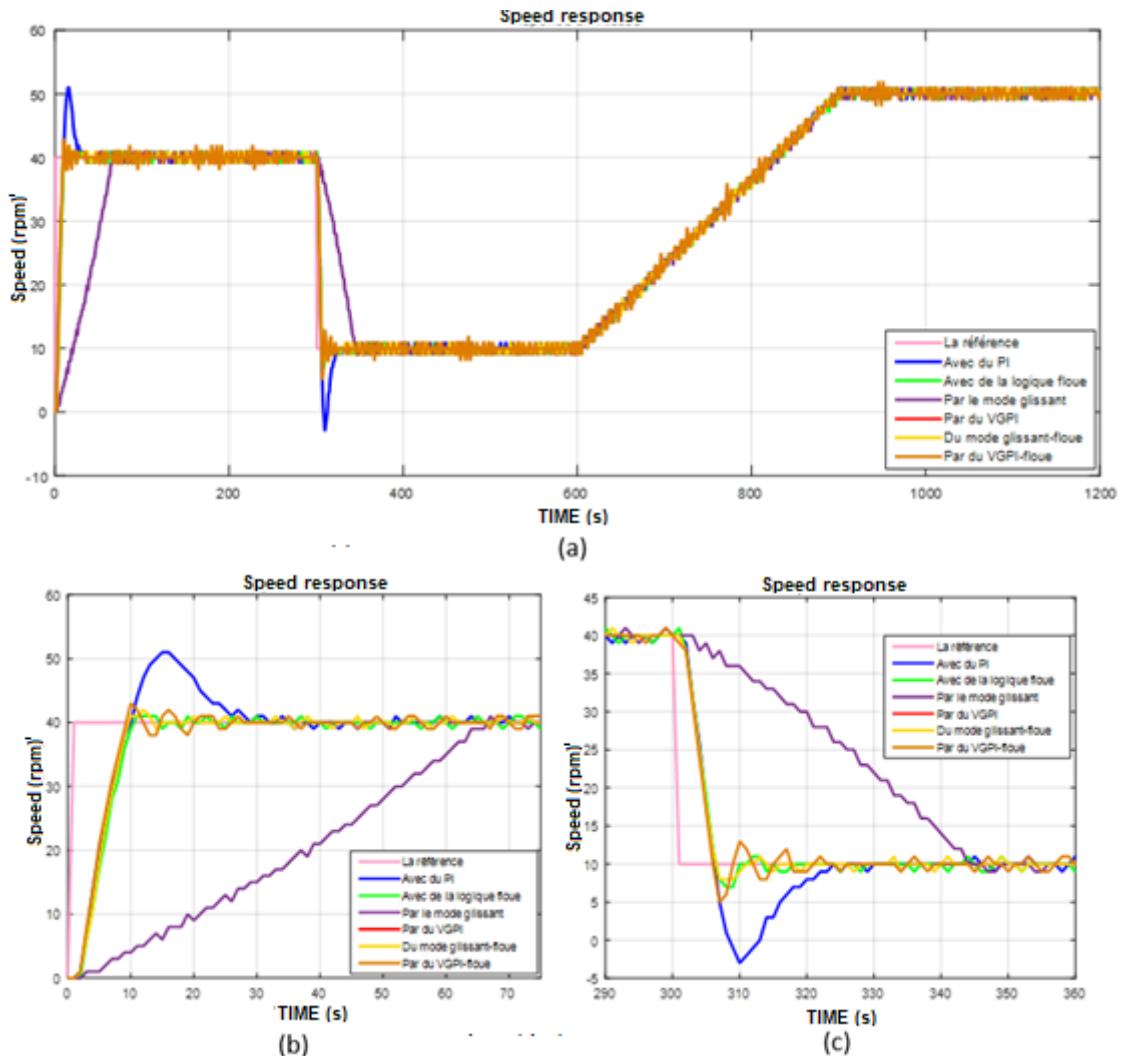 Speed response
60
50
40
30
20
10
0
-10
Speed (rpm)'
0
200
400
600
800
1000
1200
TIME (s)
La référence
Avec du PI
Avec de la logique floue
Par le mode glissant
Par du VGPI
Du mode glissant-floue
Par du VGPI-floue
(a)
Speed response
60
50
40
30
20
10
0
Speed (rpm)'
0
10
20
30
40
50
60
70
TIME (s)
La référence
Avec du PI
Avec de la logique floue
Par le mode glissant
Par du VGPI
Du mode glissant-floue
Par du VGPI-floue
(b)
Speed response
45
40
35
30
25
20
15
10
5
0
-5
Speed (rpm)'
290
300
310
320
330
340
350
360
TIME (s)
La référence
Avec du PI
Avec de la logique floue
Par le mode glissant
Par du VGPI
Du mode glissant-floue
Par du VGPI-floue
(c)